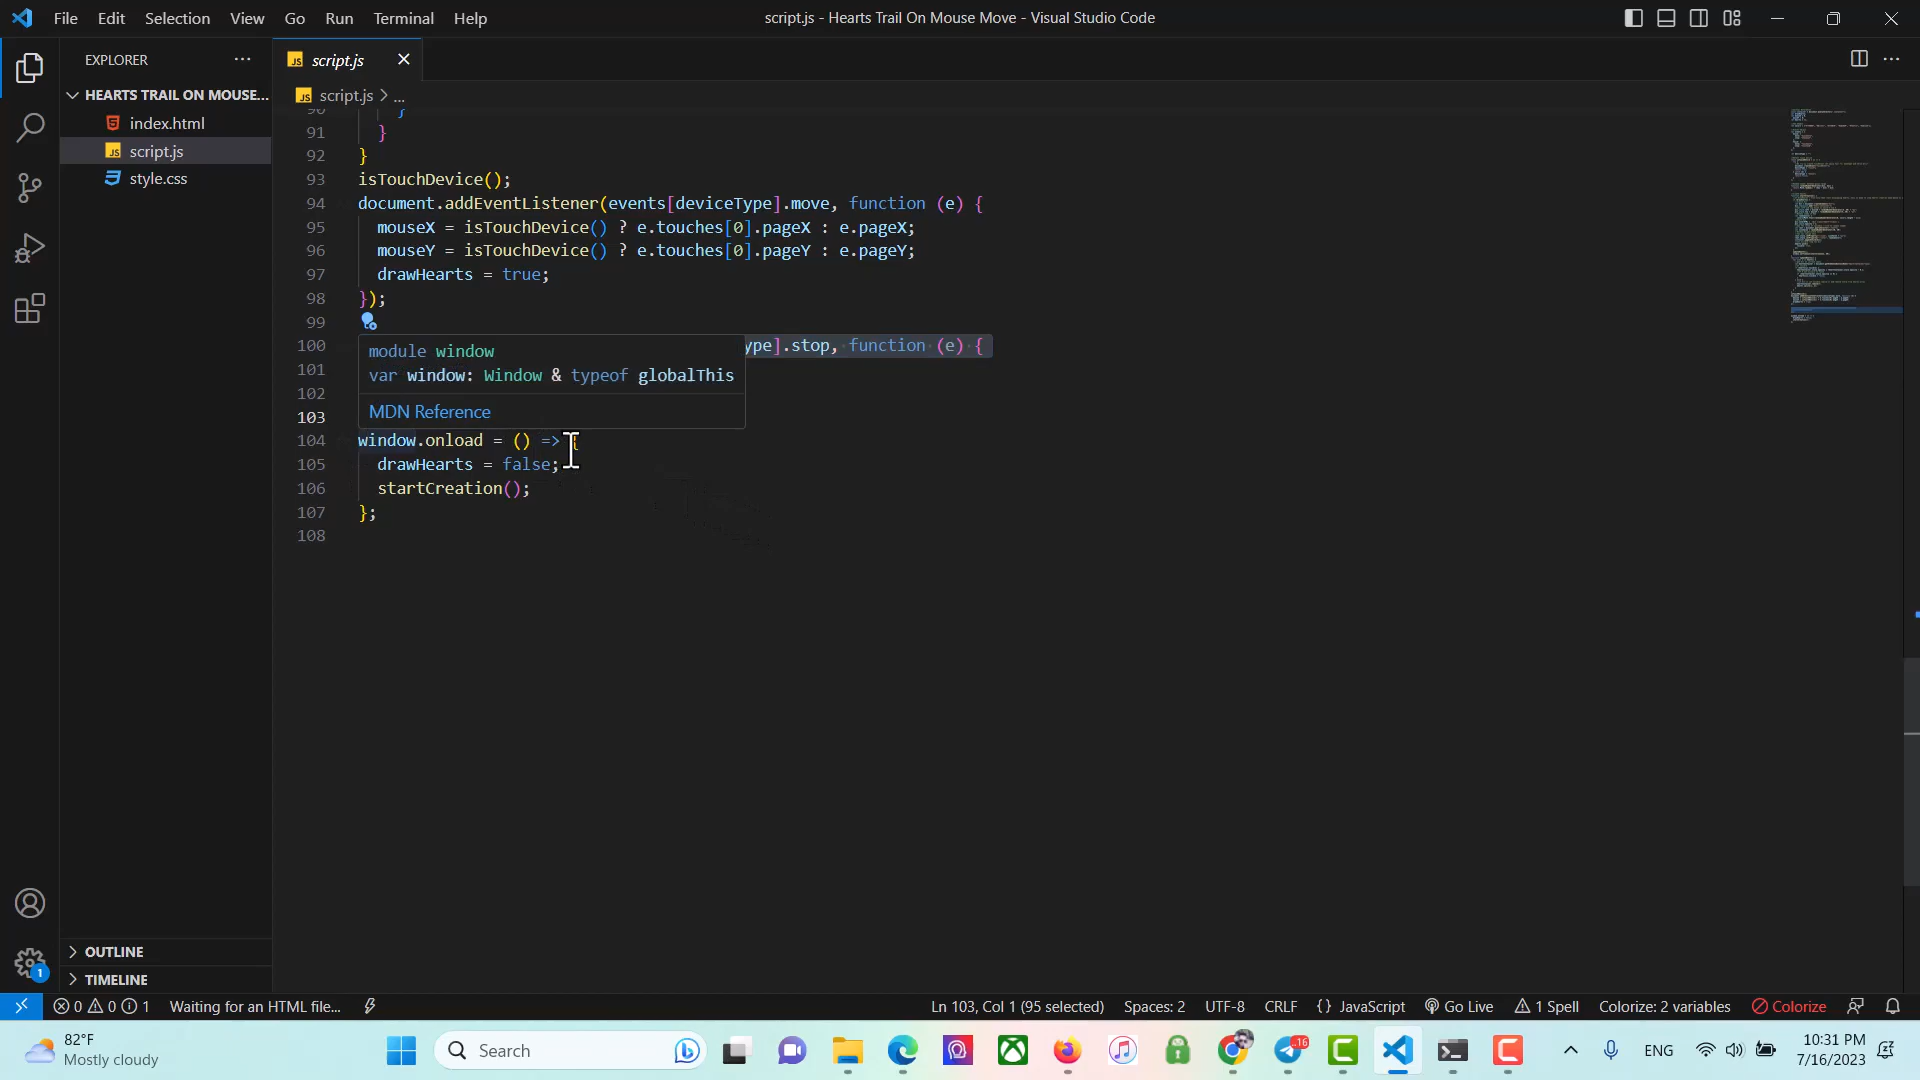 File Edit Selection View Go Run Terminal Help
script.js - Hearts Trail On Mouse Move - Visual Studio Code
EXPLORER
HEARTS TRAIL ON MOUSE...
index.html
script.js
style.css
OUTLINE
TIMELINE
JS script.js
JS script.js > ...
90 }
91 }
92 }
93 isTouchDevice();
94 document.addEventListener(events[deviceType].move, function (e) {
95 mouseX = isTouchDevice() ? e.touches[0].pageX : e.pageX;
96 mouseY = isTouchDevice() ? e.touches[0].pageY : e.pageY;
97 drawHearts = true;
98 });
99
100 ype].stop, function (e) {
101
102
103
module window
var window: Window & typeof globalThis
MDN Reference
104 window.onload = () => {
105 drawHearts = false;
106 startCreation();
107 };
108
1
0 0 1 Waiting for an HTML file...
Ln 103, Col 1 (95 selected) Spaces: 2 UTF-8 CRLF {} JavaScript Go Live 1 Spell Colorize: 2 variables Colorize
82°F
Mostly cloudy
Search
16
ENG
10:31 PM
7/16/2023